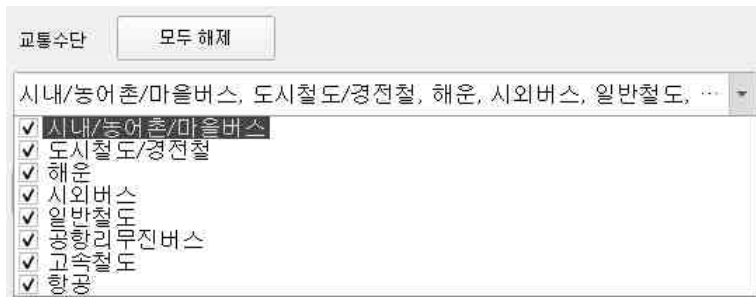 교통수단 모두 해제
시내/농어촌/마을버스, 도시철도/경전철, 해운, 시외버스, 일반철도, ···
시내/농어촌/마을버스
도시철도/경전철
해운
시외버스
일반철도
공항리무진버스
고속철도
항공